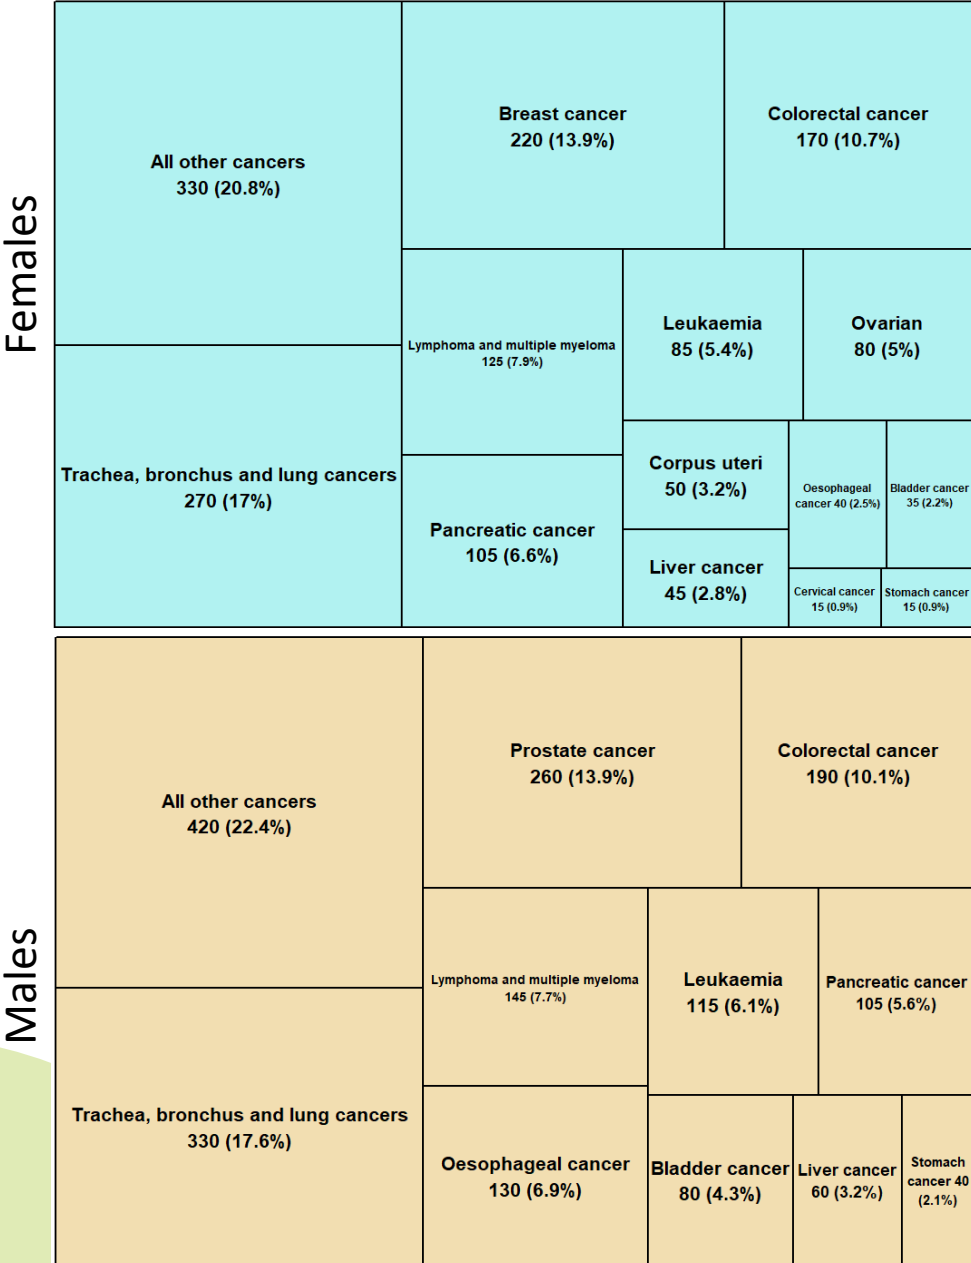 Females
All other cancers
330 (20.8%)
Breast cancer
220 (13.9%)
Colorectal cancer
170 (10.7%)
Trachea, bronchus and lung cancers
270 (17%)
Lymphoma and multiple myeloma
125 (7.9%)
Leukaemia
85 (5.4%)
Ovarian
80 (5%)
Pancreatic cancer
105 (6.6%)
Corpus uteri
50 (3.2%)
Oesophageal
cancer 40 (2.5%)
Bladder cancer
35 (2.2%)
Liver cancer
45 (2.8%)
Cervical cancer
15 (0.9%)
Stomach cancer
15 (0.9%)
Males
All other cancers
420 (22.4%)
Prostate cancer
260 (13.9%)
Colorectal cancer
190 (10.1%)
Trachea, bronchus and lung cancers
330 (17.6%)
Lymphoma and multiple myeloma
145 (7.7%)
Leukaemia
115 (6.1%)
Pancreatic cancer
105 (5.6%)
Oesophageal cancer
130 (6.9%)
Bladder cancer
80 (4.3%)
Liver cancer
60 (3.2%)
Stomach
cancer 40
(2.1%)